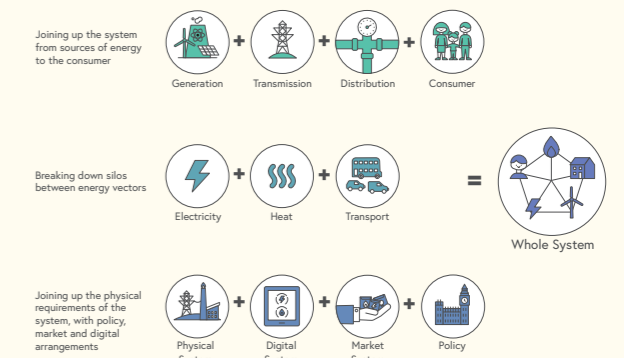 Joining up the system
from sources of energy
to the consumer
+ + +
Generation Transmission Distribution Consumer
Breaking down silos
between energy vectors
+ + =
Electricity Heat Transport
Whole System
Joining up the physical
requirements of the
system, with policy,
market and digital
arrangements
+ + +
Physical Digital Market Policy